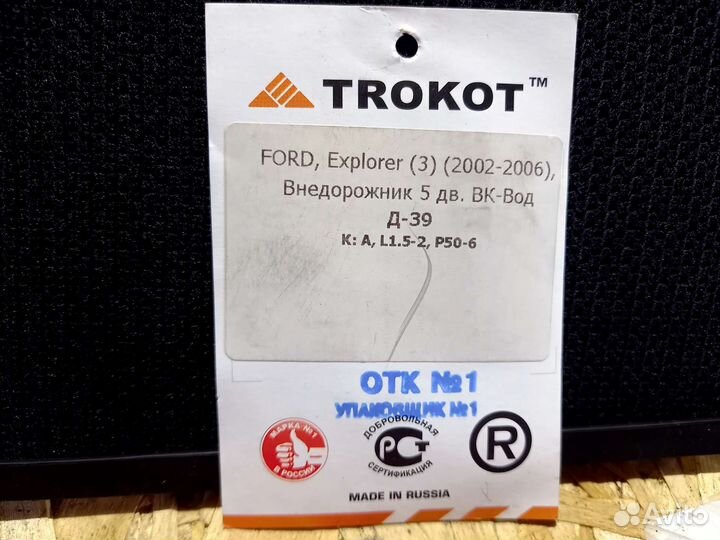 TROKOT™
FORD, Explorer (3) (2002-2006),
Внедорожник 5 дв. ВК-Вод
Д-39
К: А, L1.5-2, P50-6
ОТК №1
УПАКОВЩИК №1
МАРКА №1
В РОССИИ
ДОБРОВОЛЬНАЯ
РСТ
СЕРТИФИКАЦИЯ
®
MADE IN RUSSIA
Avito